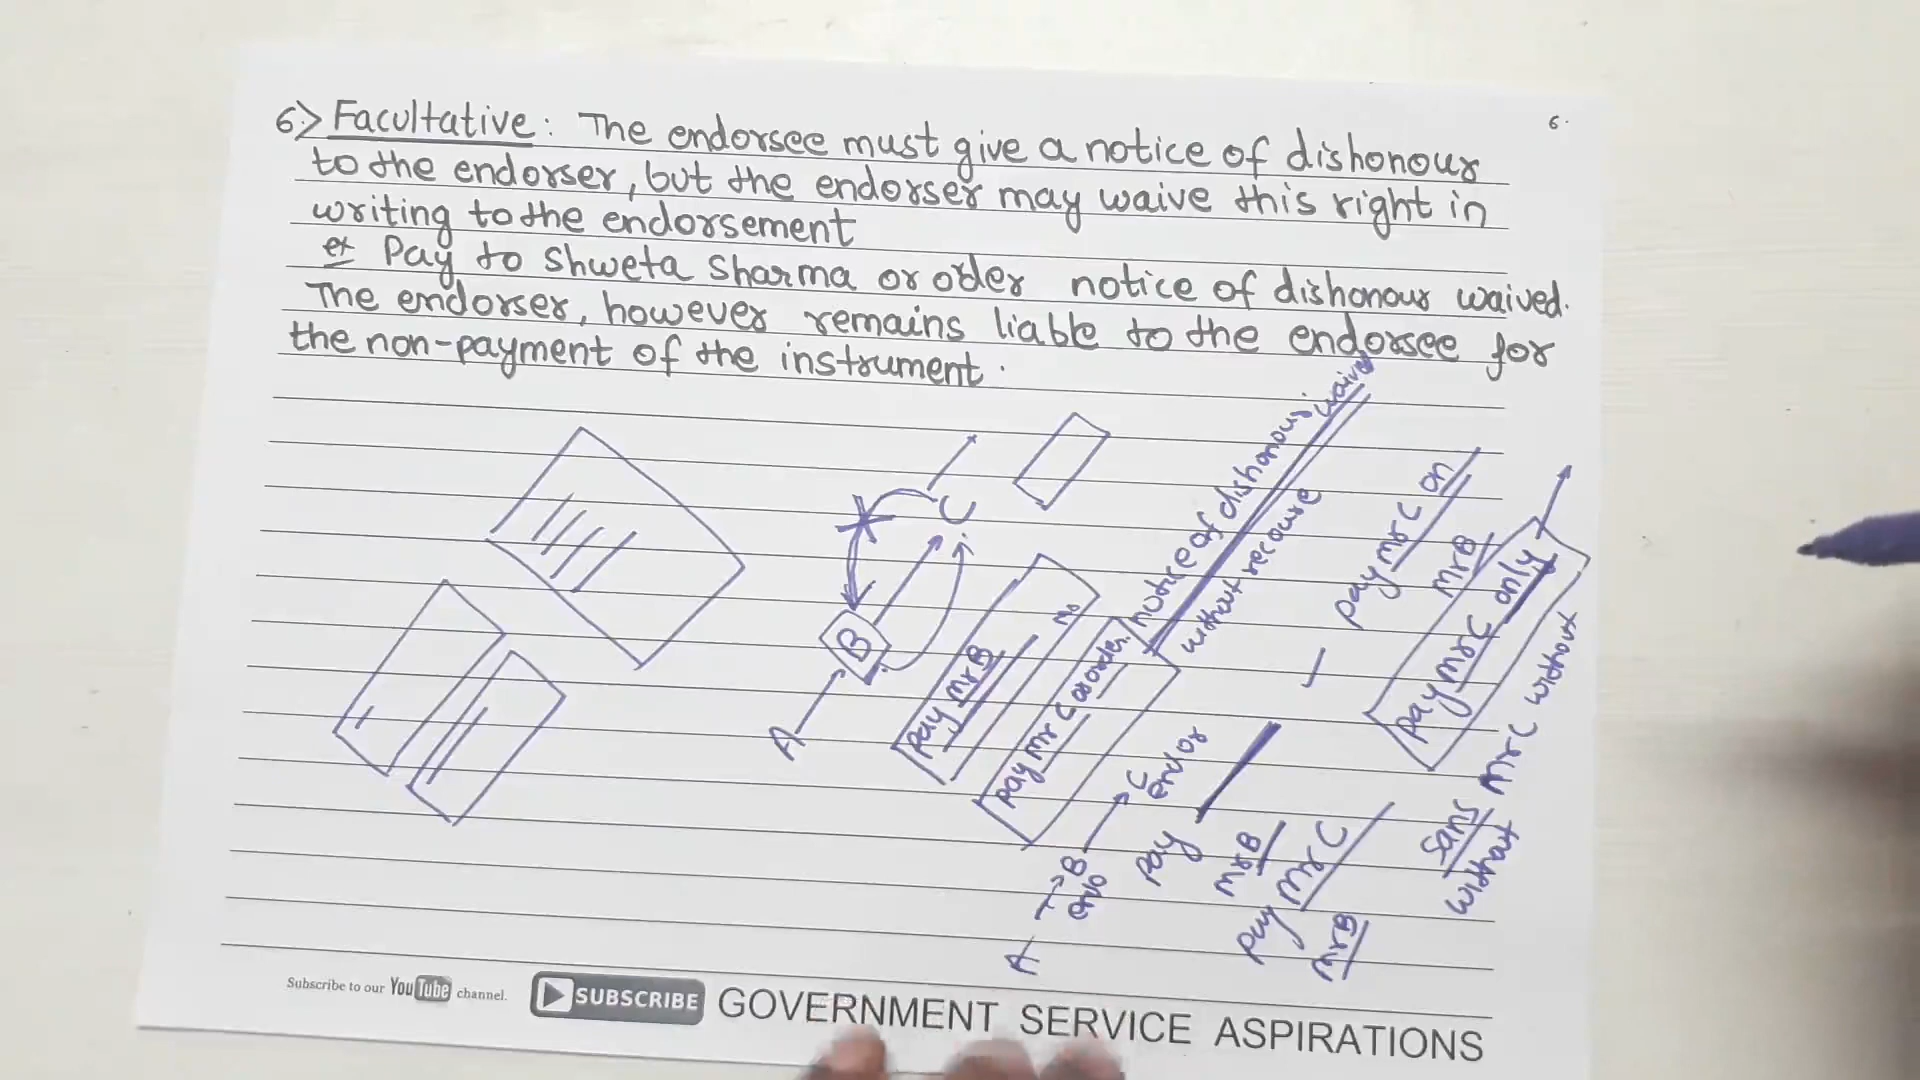 6.
6> Facultative: The endorsee must give a notice of dishonour
to the endorser, but the endorser may waive this right in
writing to the endorsement
ex Pay to Shweta Sharma or order notice of dishonour waived.
The endorser, however remains liable to the endorsee for
the non-payment of the instrument.
C
B
A
Pay Mr B
Pay Mr C or order.
notice of dishonour waived
without recourse
Pay Mr C on
Mr B
Pay Mr C only
Mr C without
Sans
without
A
B
endo
C
endor
Pay
Mr B
Pay Mr C
Mr B
Subscribe to our YouTube channel.
SUBSCRIBE
GOVERNMENT SERVICE ASPIRATIONS